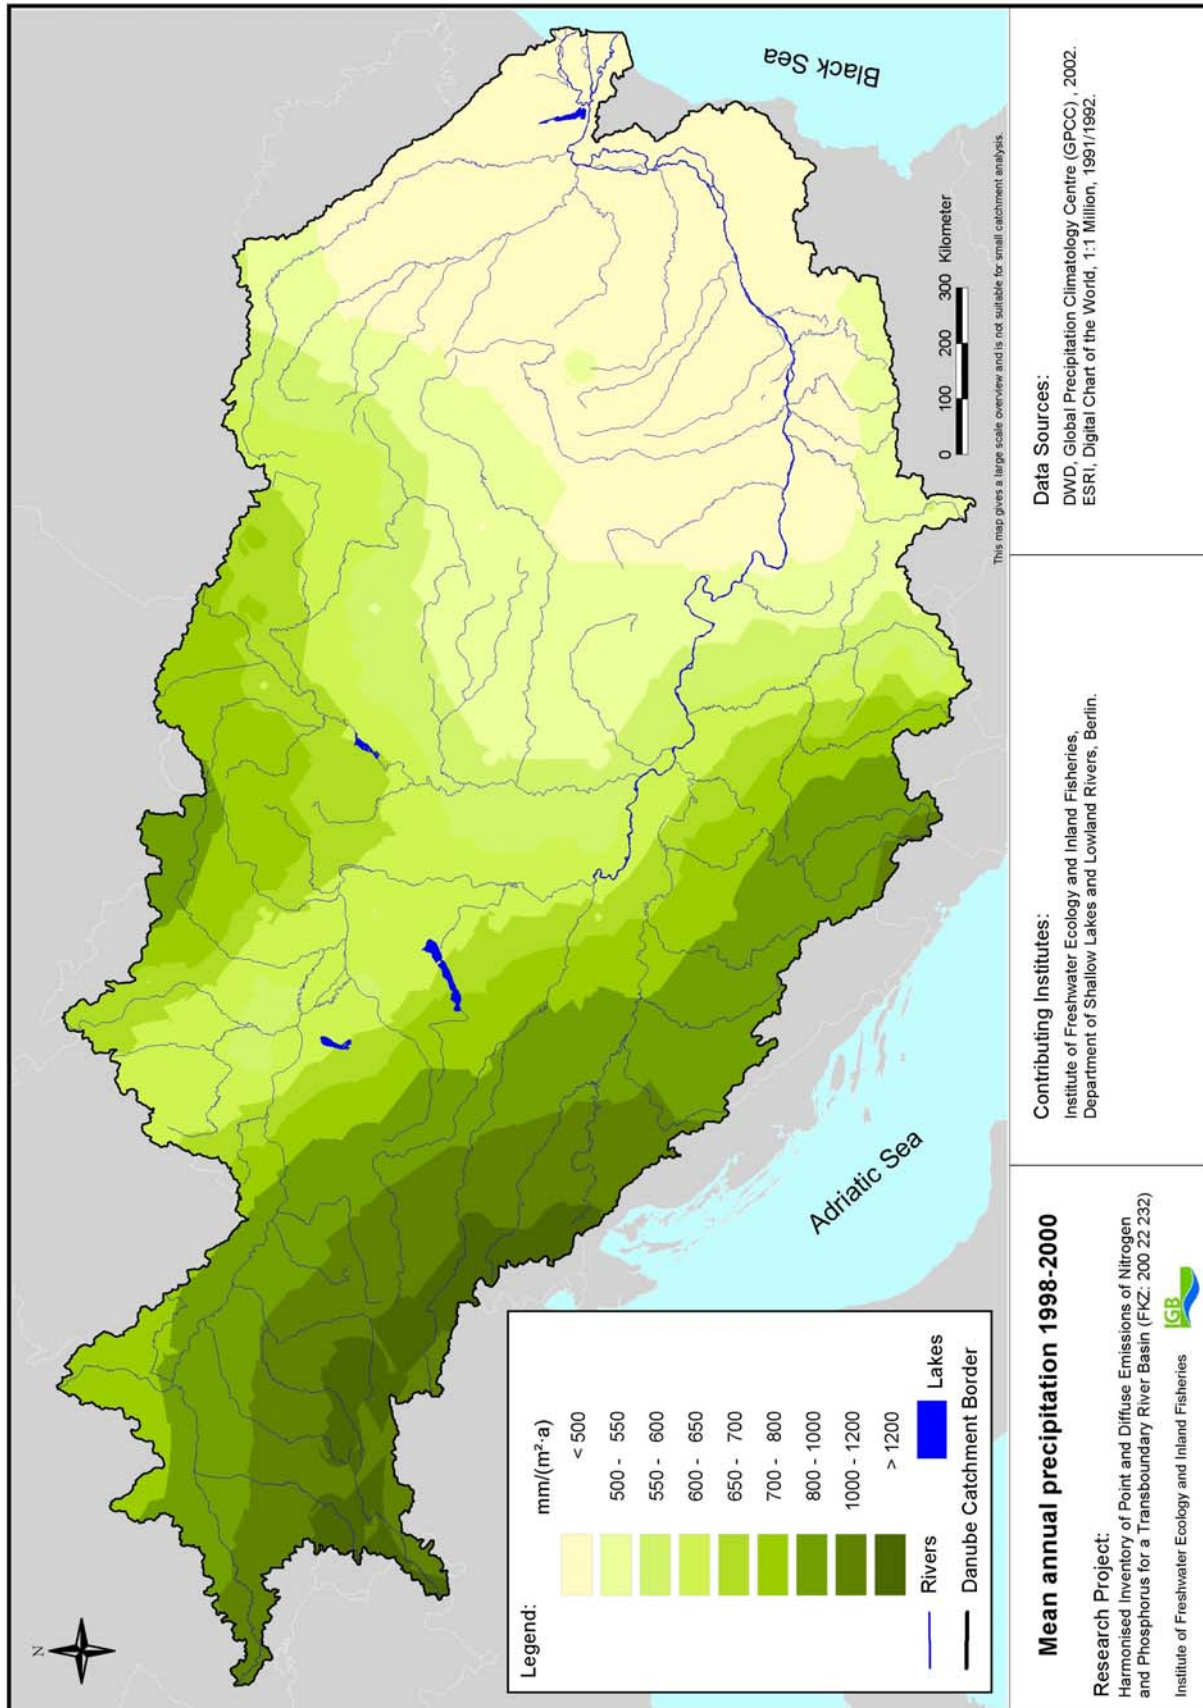 N
Black Sea
Adriatic Sea
0 100 200 300 Kilometer
This map gives a large scale overview and is not suitable for small catchment analysis.
Legend:
mm/(m²·a)
< 500
500 - 550
550 - 600
600 - 650
650 - 700
700 - 800
800 - 1000
1000 - 1200
> 1200
Rivers
Lakes
Danube Catchment Border
Mean annual precipitation 1998-2000
Research Project:
Harmonised Inventory of Point and Diffuse Emissions of Nitrogen
and Phosphorus for a Transboundary River Basin (FKZ: 200 22 232)
Institute of Freshwater Ecology and Inland Fisheries
IGB
Contributing Institutes:
Institute of Freshwater Ecology and Inland Fisheries,
Department of Shallow Lakes and Lowland Rivers, Berlin.
Data Sources:
DWD, Global Precipitation Climatology Centre (GPCC) , 2002.
ESRI, Digital Chart of the World, 1:1 Million, 1991/1992.